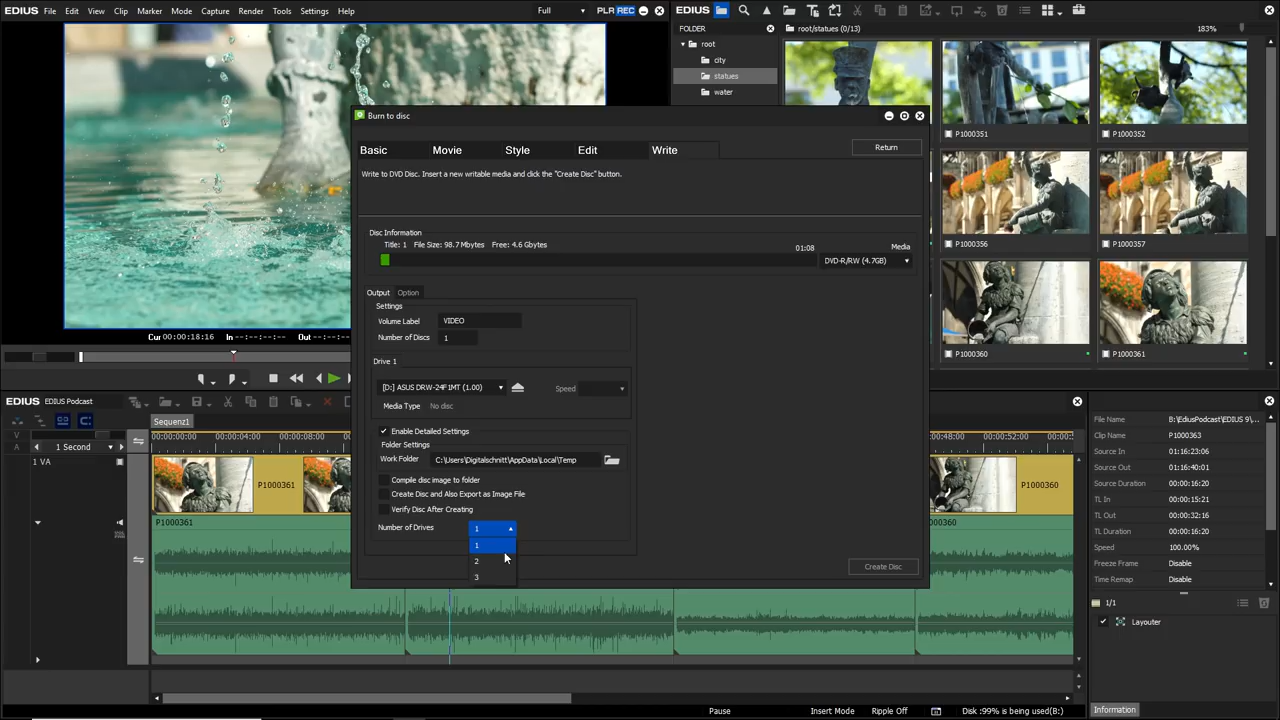 EDIUS File Edit View Clip Marker Mode Capture Render Tools Settings Help Full PLR REC
EDIUS
FOLDER root/statues (0/13) 183%
root
city
statues
water
P1000351
P1000352
P1000356
P1000357
P1000360
P1000361
Burn to disc
Basic Movie Style Edit Write Return
Write to DVD Disc. Insert a new writable media and click the "Create Disc" button.
Disc Information
Title: 1 File Size: 98.7 Mbytes Free: 4.6 Gbytes 01:08 Media
DVD-R/RW (4.7GB)
Output Option
Settings
Volume Label VIDEO
Number of Discs 1
Drive 1
[D:] ASUS DRW-24F1MT (1.00) Speed
Media Type No disc
Enable Detailed Settings
Folder Settings
Work Folder C:\Users\Digitalschnitt\AppData\Local\Temp
Compile disc image to folder
Create Disc and Also Export as Image File
Verify Disc After Creating
Number of Drives 1
1
2
3
Create Disc
Cur 00:00:18:16 In --:--:--:-- Out --:--
EDIUS EDIUS Podcast
Sequenz1
V
A
1 Second
00:00:00:00 00:00:04:00 00:00:08:00
00:00:48:00 00:00:52:00
1 VA
P1000361
P1000360
P1000361
File Name B:\EdiusPodcast\EDIUS 9\...
Clip Name P1000363
Source In 01:16:23:06
Source Out 01:16:40:01
Source Duration 00:00:16:20
TL In 00:00:15:21
TL Out 00:00:32:16
TL Duration 00:00:16:20
Speed 100.00%
Freeze Frame Disable
Time Remap Disable
1/1
Layouter
Information
Pause Insert Mode Ripple Off Disk :99% is being used(B:)